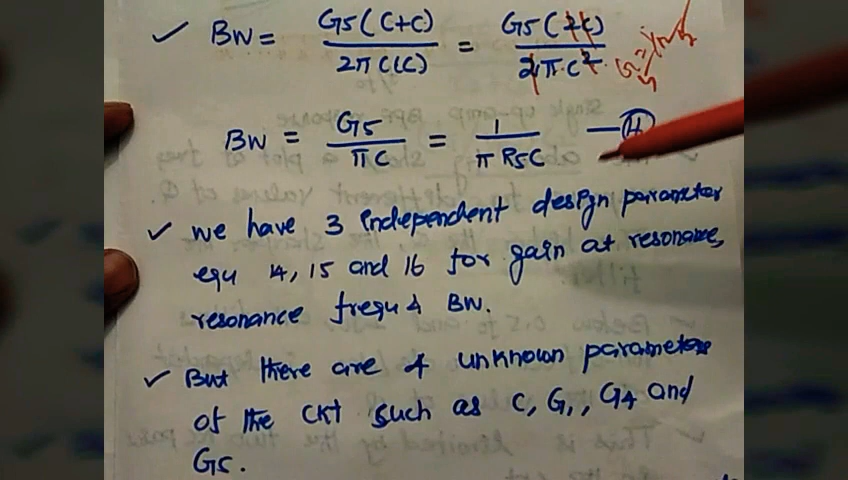 ✓ BW = G5(C+C) / 2πC(C) = G5(2C) / 2π.C²
BW = G5 / πC = 1 / πR5C —
✓ we have 3 independent design parameter
equ 14, 15 and 16 for gain at resonance,
resonance frequ & BW.
✓ But there are 4 unknown parameters
of the ckt such as C, G1, G4 and
G5.